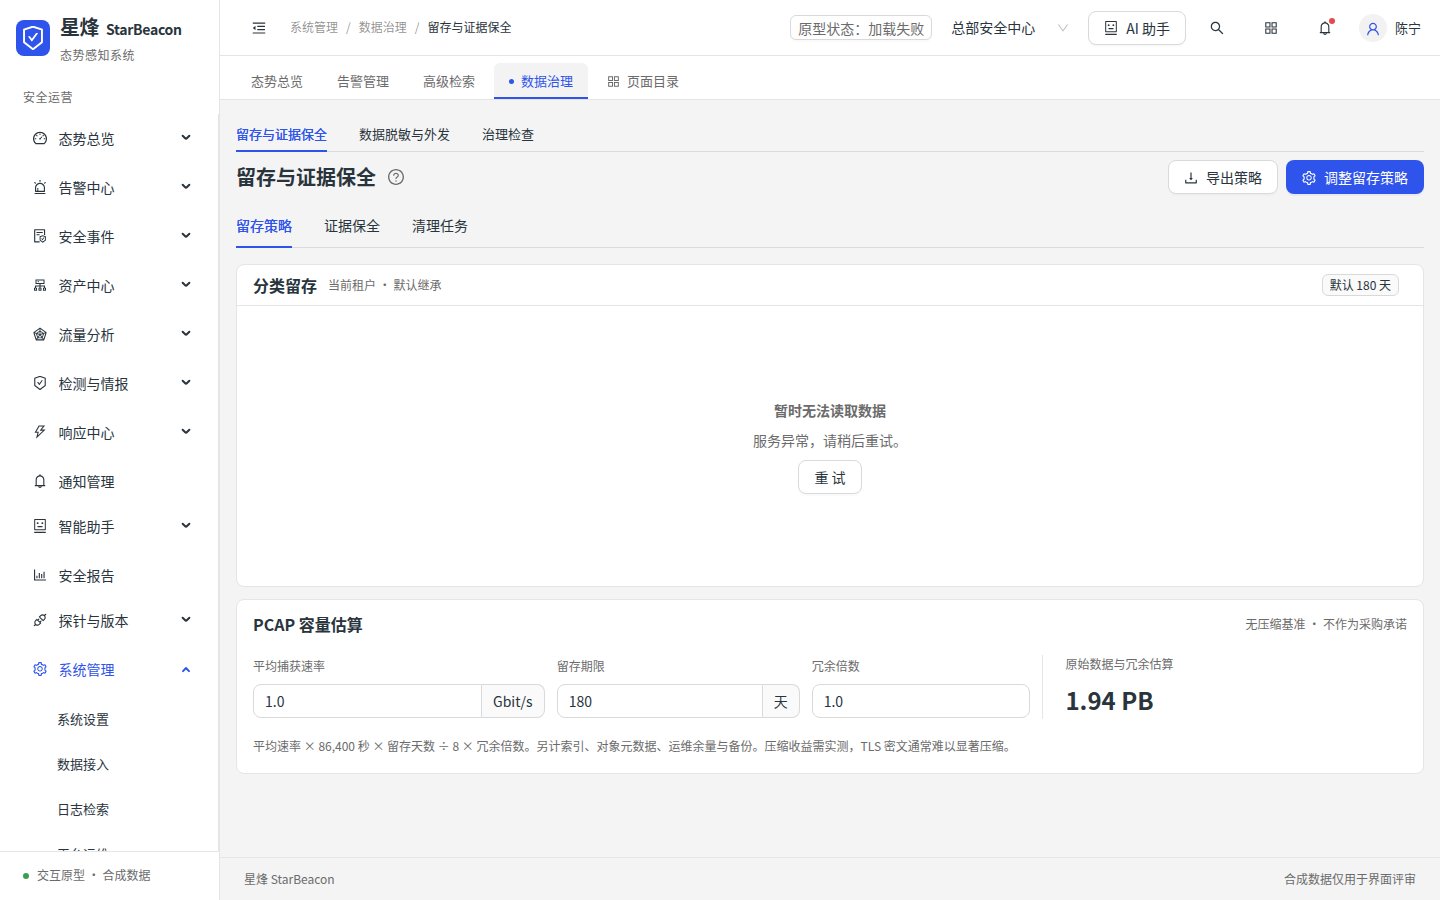 星烽 StarBeacon
态势感知系统
安全运营
态势总览
告警中心
安全事件
资产中心
流量分析
检测与情报
响应中心
通知管理
智能助手
安全报告
探针与版本
系统管理
系统设置
数据接入
日志检索
交互原型 · 合成数据
系统管理 / 数据治理 / 留存与证据保全
原型状态：加载失败
总部安全中心
AI 助手
陈宁
态势总览
告警管理
高级检索
数据治理
页面目录
留存与证据保全
数据脱敏与外发
治理检查
留存与证据保全
导出策略
调整留存策略
留存策略
证据保全
清理任务
分类留存 当前租户 · 默认继承
默认 180 天
暂时无法读取数据
服务异常，请稍后重试。
重 试
PCAP 容量估算
无压缩基准 · 不作为采购承诺
平均捕获速率
留存期限
冗余倍数
原始数据与冗余估算
1.0 Gbit/s
180 天
1.0
1.94 PB
平均速率 × 86,400 秒 × 留存天数 ÷ 8 × 冗余倍数。另计索引、对象元数据、运维余量与备份。压缩收益需实测，TLS 密文通常难以显著压缩。
星烽 StarBeacon
合成数据仅用于界面评审